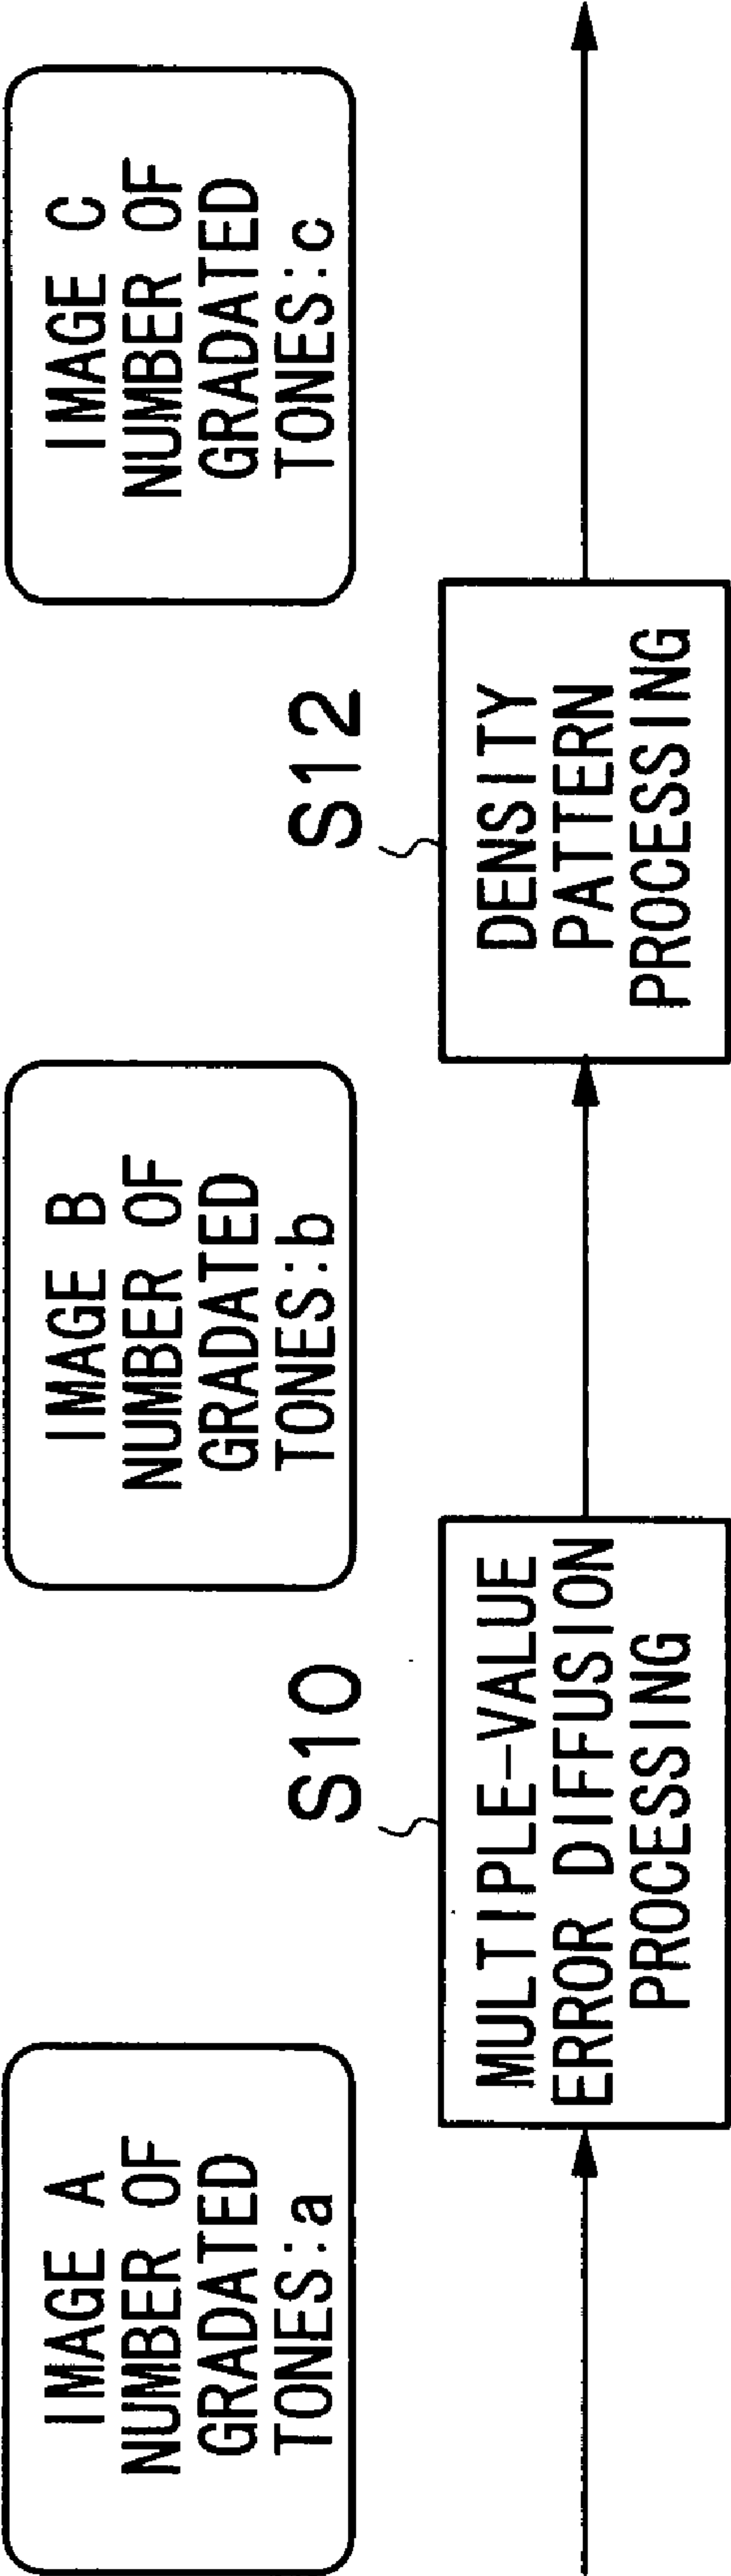 IMAGE A
NUMBER OF
GRADATED
TONES:a
IMAGE B
NUMBER OF
GRADATED
TONES:b
IMAGE C
NUMBER OF
GRADATED
TONES:c
S10
S12
MULTIPLE-VALUE
ERROR DIFFUSION
PROCESSING
DENSITY
PATTERN
PROCESSING